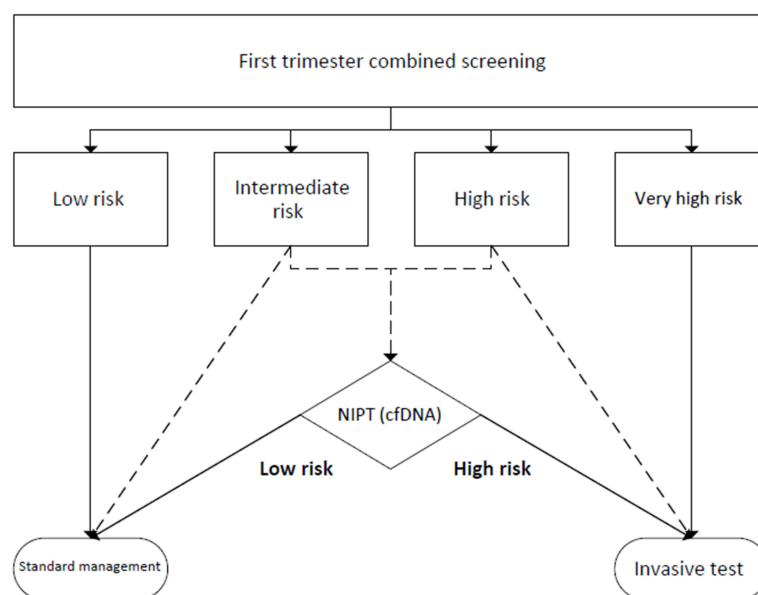 First trimester combined screening
Low risk
Intermediate
risk
High risk
Very high risk
NIPT (cfDNA)
Low risk
High risk
Standard management
Invasive test